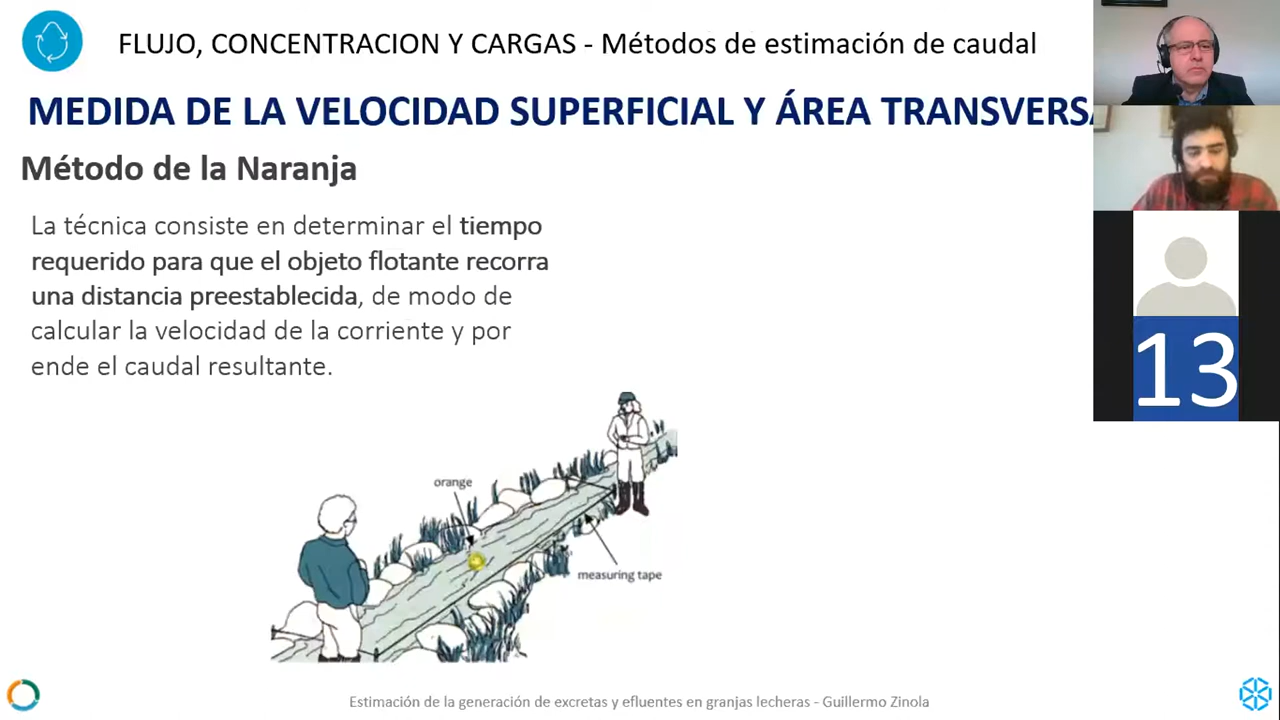 FLUJO, CONCENTRACION Y CARGAS - Métodos de estimación de caudal
MEDIDA DE LA VELOCIDAD SUPERFICIAL Y ÁREA TRANSVERSA
Método de la Naranja
La técnica consiste en determinar el tiempo
requerido para que el objeto flotante recorra
una distancia preestablecida, de modo de
calcular la velocidad de la corriente y por
ende el caudal resultante.
orange
measuring tape
13
Estimación de la generación de excretas y efluentes en granjas lecheras - Guillermo Zinola